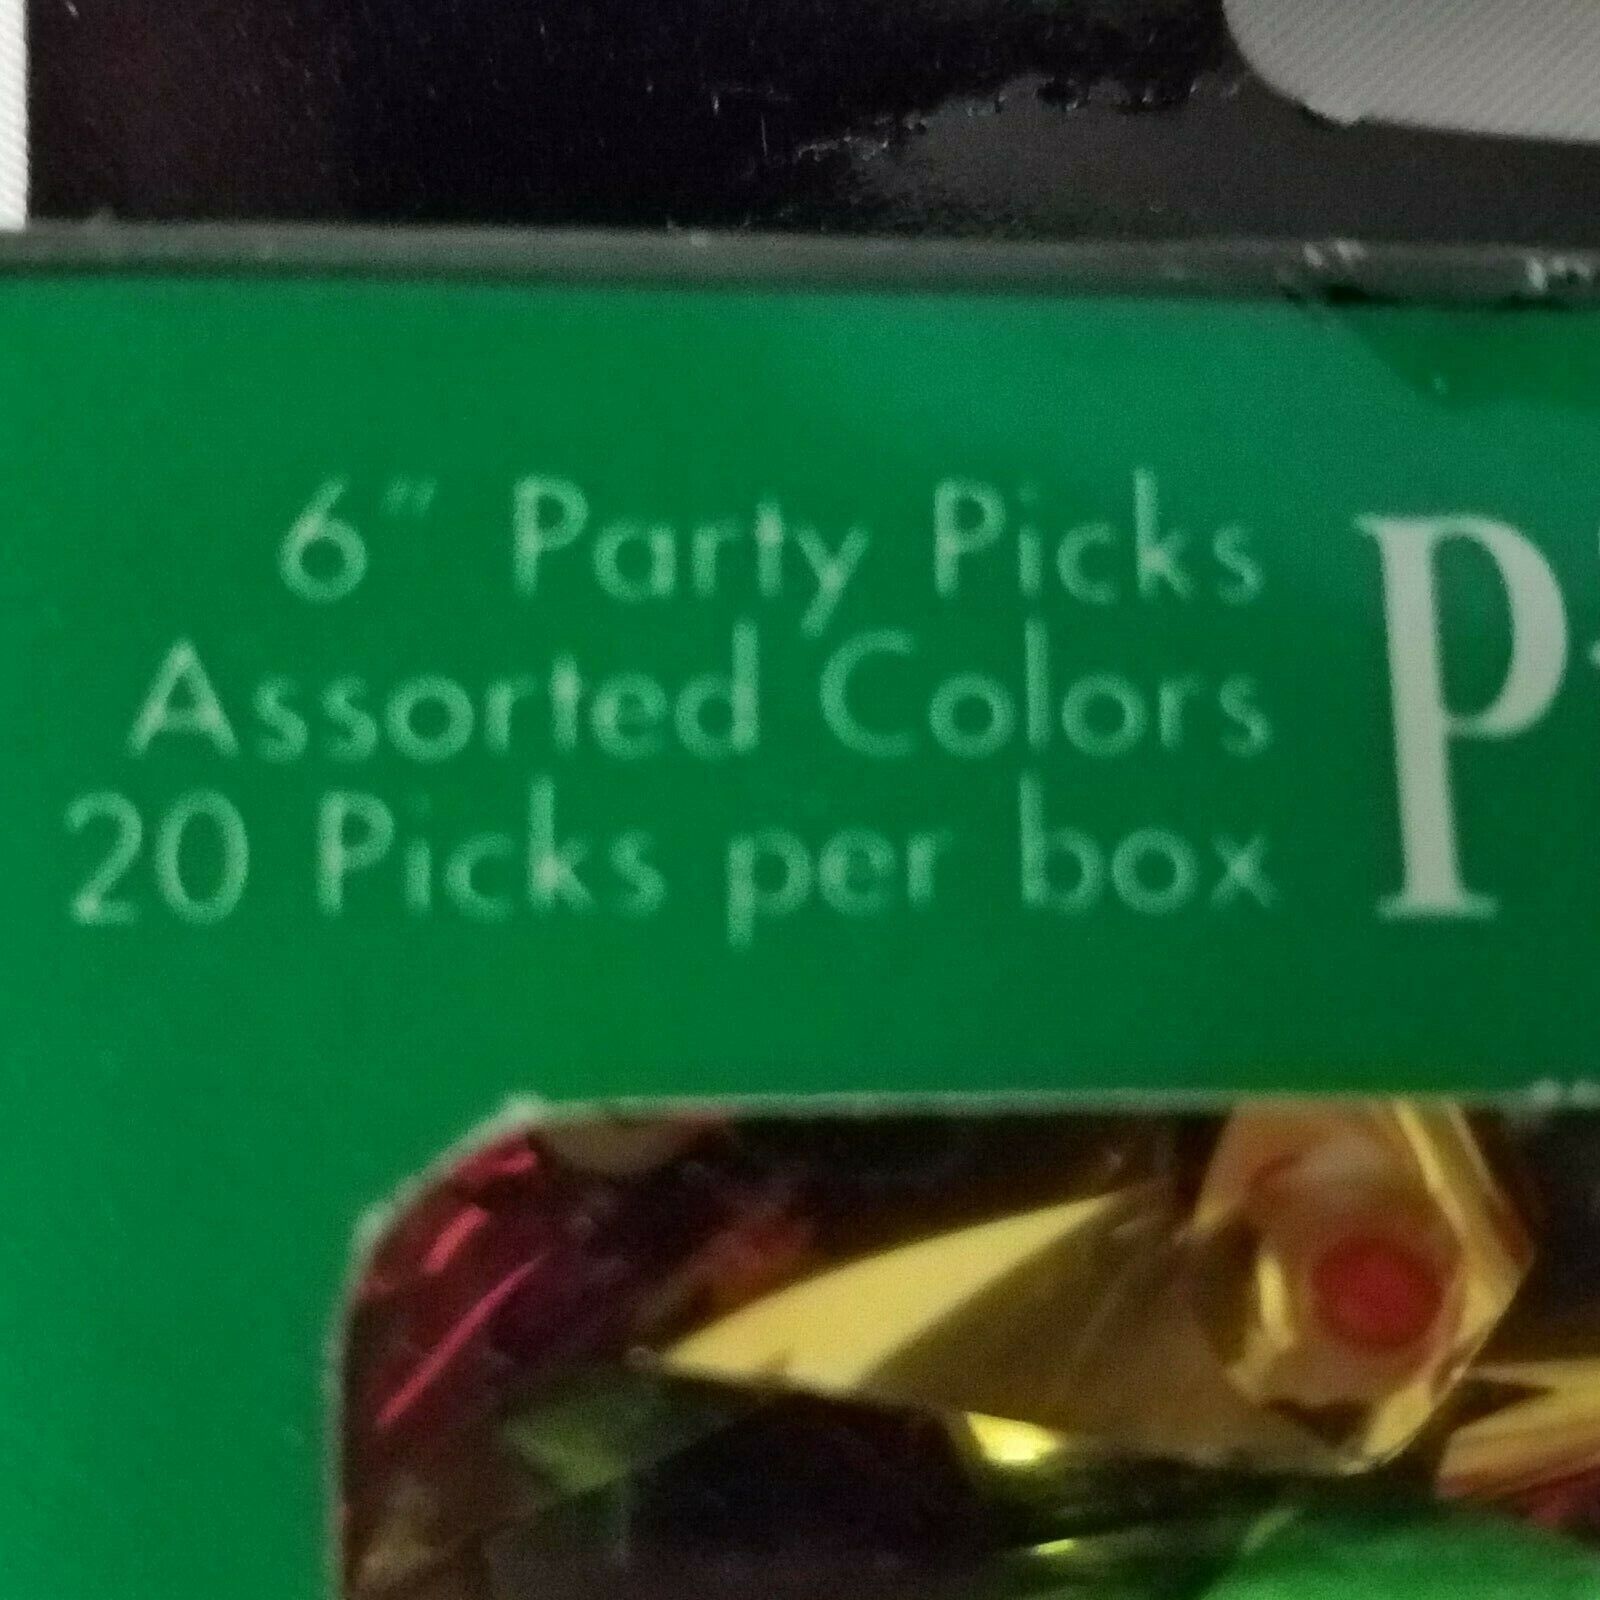 6" Party Picks
Assorted Colors
20 Picks per box